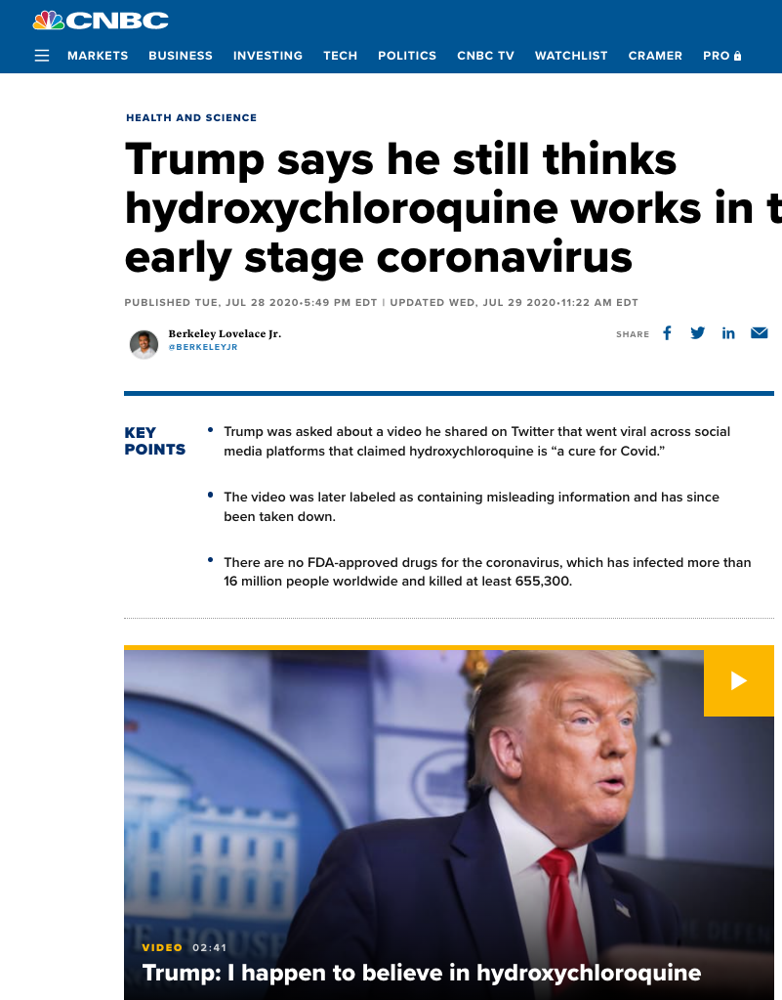 CNBC
MARKETS BUSINESS INVESTING TECH POLITICS CNBC TV WATCHLIST CRAMER PRO
HEALTH AND SCIENCE
Trump says he still thinks
hydroxychloroquine works in t
early stage coronavirus
PUBLISHED TUE, JUL 28 2020•5:49 PM EDT | UPDATED WED, JUL 29 2020•11:22 AM EDT
Berkeley Lovelace Jr.
@BERKELEYJR
SHARE
KEY
POINTS
• Trump was asked about a video he shared on Twitter that went viral across social
media platforms that claimed hydroxychloroquine is “a cure for Covid.”
• The video was later labeled as containing misleading information and has since
been taken down.
• There are no FDA-approved drugs for the coronavirus, which has infected more than
16 million people worldwide and killed at least 655,300.
E HOUSE
VIDEO 02:41
Trump: I happen to believe in hydroxychloroquine